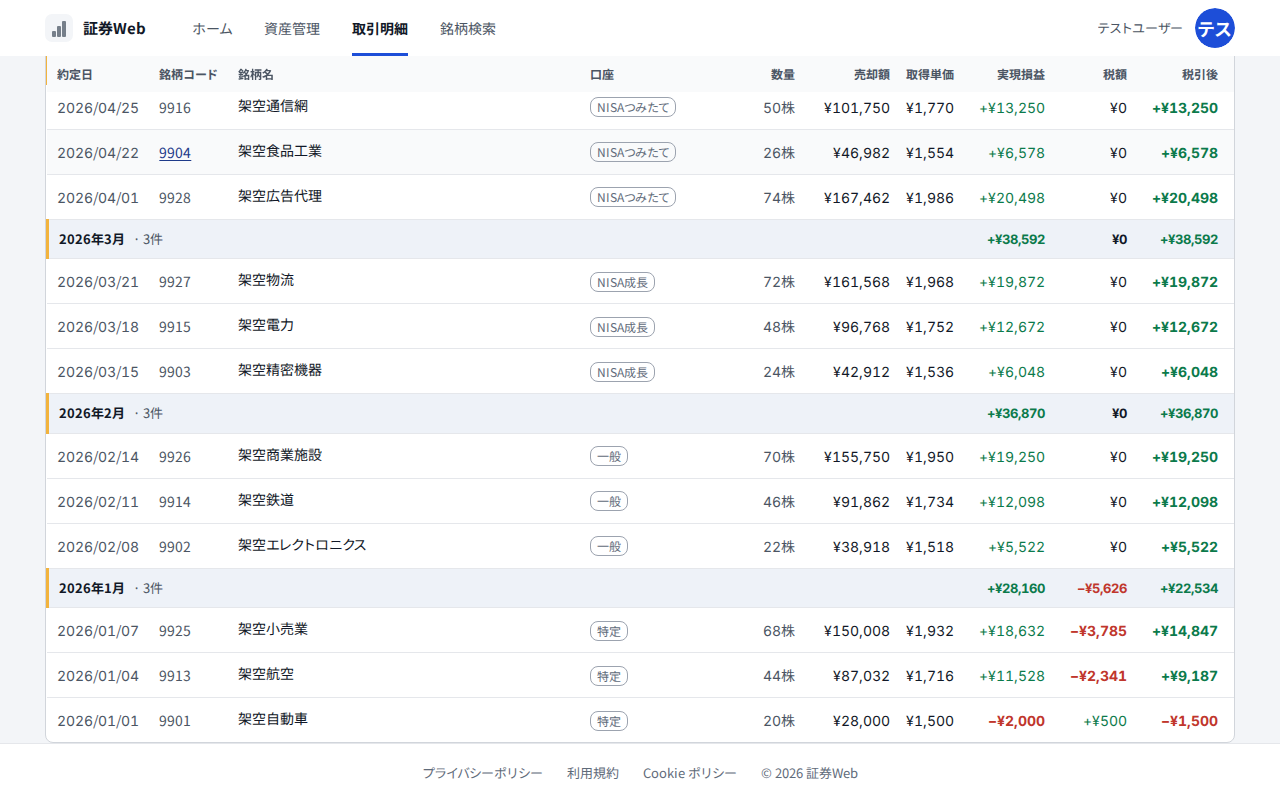 証券Web ホーム 資産管理 取引明細 銘柄検索 テストユーザー テス
約定日 銘柄コード 銘柄名 口座 数量 売却額 取得単価 実現損益 税額 税引後
2026/04/25 9916 架空通信網 NISAつみたて 50株 ¥101,750 ¥1,770 +¥13,250 ¥0 +¥13,250
2026/04/22 9904 架空食品工業 NISAつみたて 26株 ¥46,982 ¥1,554 +¥6,578 ¥0 +¥6,578
2026/04/01 9928 架空広告代理 NISAつみたて 74株 ¥167,462 ¥1,986 +¥20,498 ¥0 +¥20,498
2026年3月 · 3件 +¥38,592 ¥0 +¥38,592
2026/03/21 9927 架空物流 NISA成長 72株 ¥161,568 ¥1,968 +¥19,872 ¥0 +¥19,872
2026/03/18 9915 架空電力 NISA成長 48株 ¥96,768 ¥1,752 +¥12,672 ¥0 +¥12,672
2026/03/15 9903 架空精密機器 NISA成長 24株 ¥42,912 ¥1,536 +¥6,048 ¥0 +¥6,048
2026年2月 · 3件 +¥36,870 ¥0 +¥36,870
2026/02/14 9926 架空商業施設 一般 70株 ¥155,750 ¥1,950 +¥19,250 ¥0 +¥19,250
2026/02/11 9914 架空鉄道 一般 46株 ¥91,862 ¥1,734 +¥12,098 ¥0 +¥12,098
2026/02/08 9902 架空エレクトロニクス 一般 22株 ¥38,918 ¥1,518 +¥5,522 ¥0 +¥5,522
2026年1月 · 3件 +¥28,160 −¥5,626 +¥22,534
2026/01/07 9925 架空小売業 特定 68株 ¥150,008 ¥1,932 +¥18,632 −¥3,785 +¥14,847
2026/01/04 9913 架空航空 特定 44株 ¥87,032 ¥1,716 +¥11,528 −¥2,341 +¥9,187
2026/01/01 9901 架空自動車 特定 20株 ¥28,000 ¥1,500 −¥2,000 +¥500 −¥1,500
プライバシーポリシー 利用規約 Cookie ポリシー © 2026 証券Web